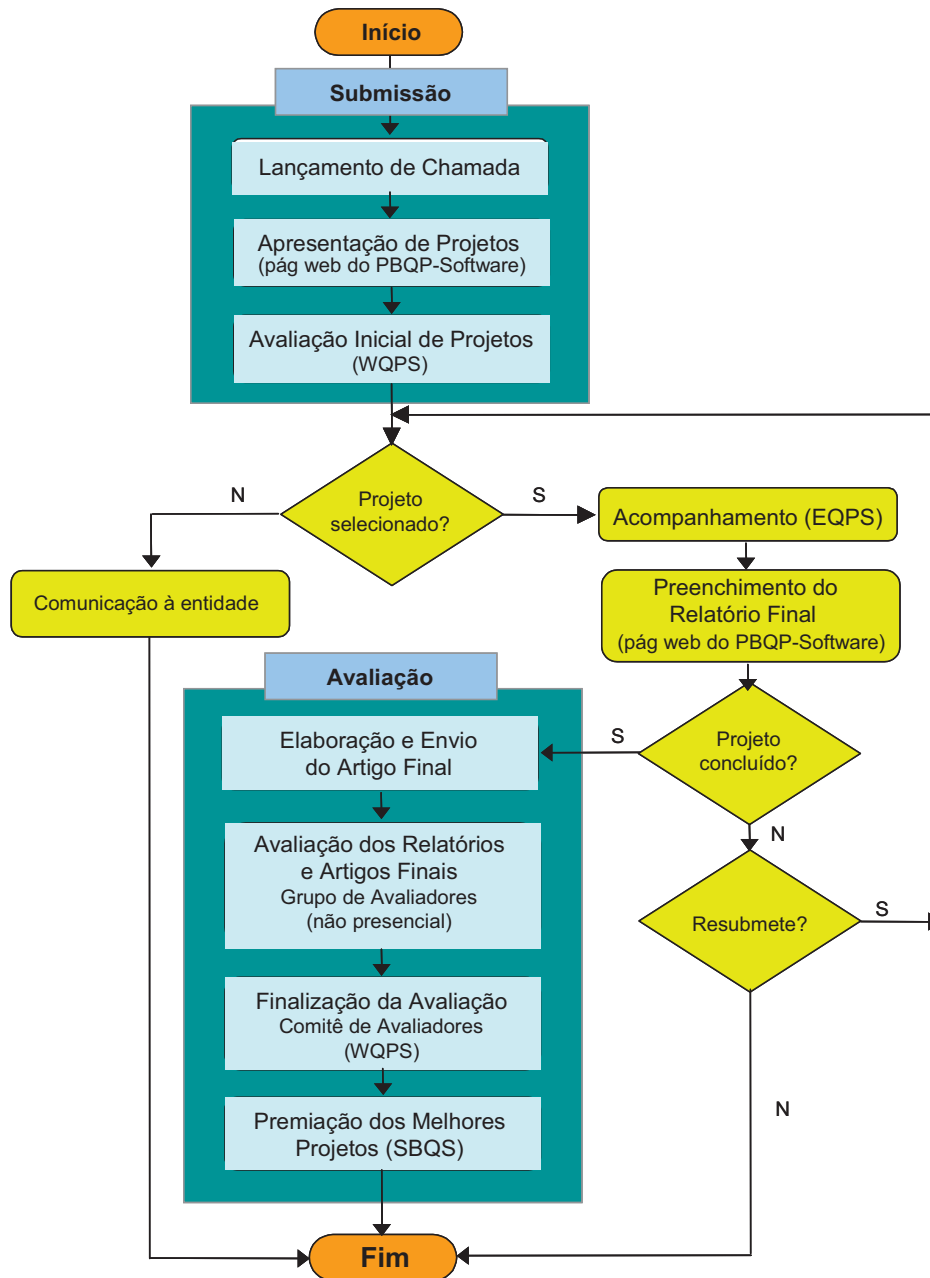 Início
Submissão
Lançamento de Chamada
Apresentação de Projetos
(pág web do PBQP-Software)
Avaliação Inicial de Projetos
(WQPS)
N
Projeto
selecionado?
S
Acompanhamento (EQPS)
Comunicação à entidade
Preenchimento do
Relatório Final
(pág web do PBQP-Software)
Avaliação
Elaboração e Envio
do Artigo Final
S
Projeto
concluído?
N
Avaliação dos Relatórios
e Artigos Finais
Grupo de Avaliadores
(não presencial)
Resubmete?
S
Finalização da Avaliação
Comitê de Avaliadores
(WQPS)
N
Premiação dos Melhores
Projetos (SBQS)
Fim